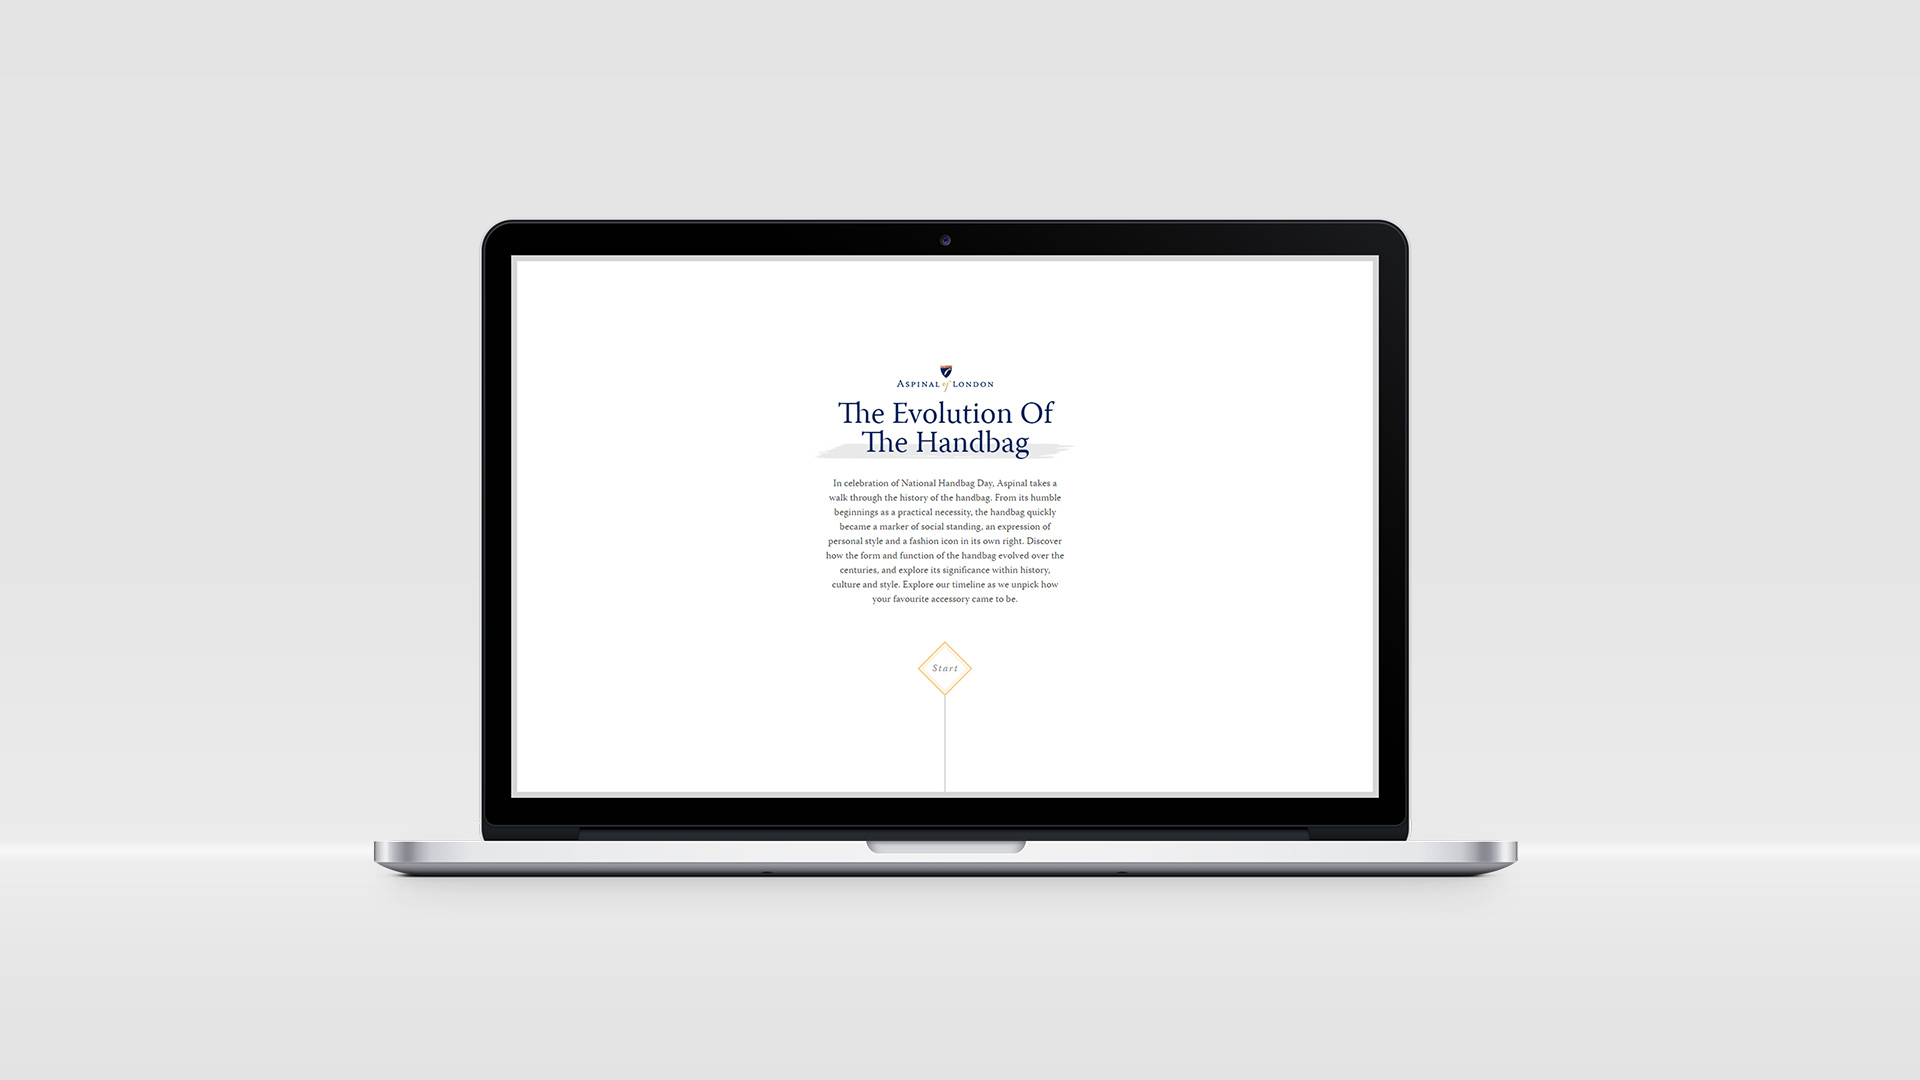 ASPINAL of LONDON
The Evolution Of
The Handbag
In celebration of National Handbag Day, Aspinal takes a
walk through the history of the handbag. From its humble
beginnings as a practical necessity, the handbag quickly
became a marker of social standing, an expression of
personal style and a fashion icon in its own right. Discover
how the form and function of the handbag evolved over the
centuries, and explore its significance within history,
culture and style. Explore our timeline as we unpick how
your favourite accessory came to be.
Start